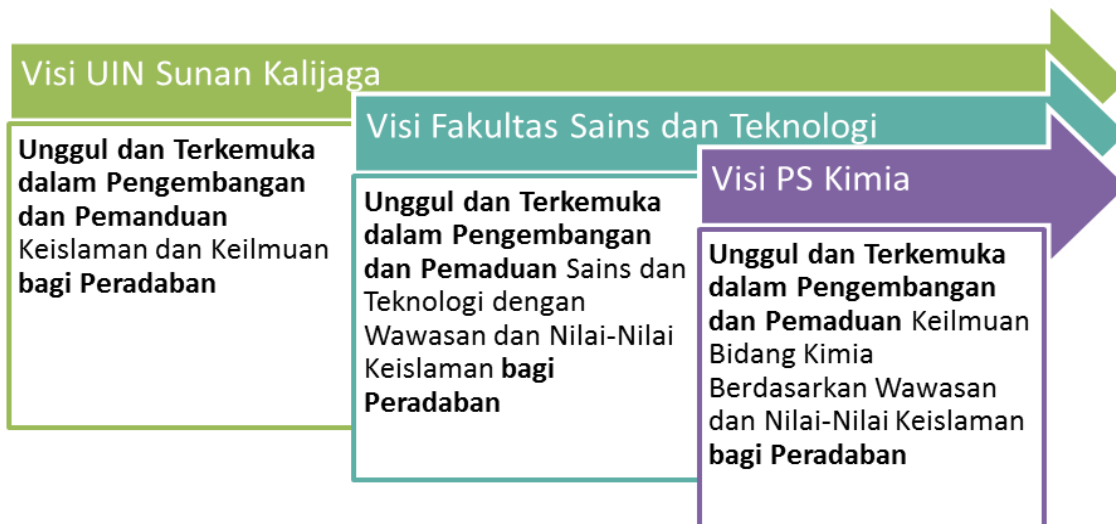 Visi UIN Sunan Kalijaga
Unggul dan Terkemuka
dalam Pengembangan
dan Pemanduan
Keislaman dan Keilmuan
bagi Peradaban
Visi Fakultas Sains dan Teknologi
Unggul dan Terkemuka
dalam Pengembangan
dan Pemaduan Sains dan
Teknologi dengan
Wawasan dan Nilai-Nilai
Keislaman bagi
Peradaban
Visi PS Kimia
Unggul dan Terkemuka
dalam Pengembangan
dan Pemaduan Keilmuan
Bidang Kimia
Berdasarkan Wawasan
dan Nilai-Nilai Keislaman
bagi Peradaban